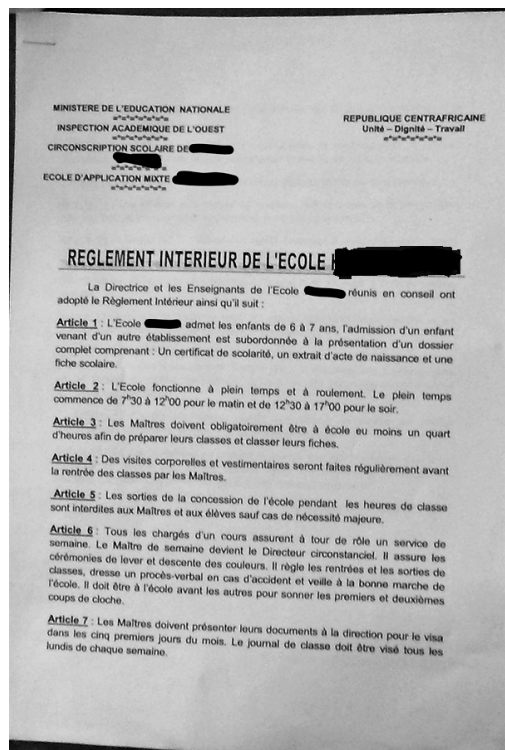 MINISTERE DE L'EDUCATION NATIONALE
=*=*=*=*=*=*=
INSPECTION ACADEMIQUE DE L'OUEST
=*=*=*=*=*=*=
CIRCONSCRIPTION SCOLAIRE DE
=*=*=*=*=*=*=
ECOLE D'APPLICATION MIXTE
=*=*=*=*=*=*=
REPUBLIQUE CENTRAFRICAINE
Unité – Dignité – Travail
=*=*=*=*=*=*=
REGLEMENT INTERIEUR DE L'ECOLE
La Directrice et les Enseignants de l'Ecole réunis en conseil ont
adopté le Règlement Intérieur ainsi qu'il suit :
Article 1 : L'Ecole admet les enfants de 6 à 7 ans, l'admission d'un enfant
venant d'un autre établissement est subordonnée à la présentation d'un dossier
complet comprenant : Un certificat de scolarité, un extrait d'acte de naissance et une
fiche scolaire.
Article 2 : L'Ecole fonctionne à plein temps et à roulement. Le plein temps
commence de 7h30 à 12h00 pour le matin et de 12h30 à 17h00 pour le soir.
Article 3 : Les Maîtres doivent obligatoirement être à école eu moins un quart
d'heures afin de préparer leurs classes et classer leurs fiches.
Article 4 : Des visites corporelles et vestimentaires seront faites régulièrement avant
la rentrée des classes par les Maîtres.
Article 5 : Les sorties de la concession de l'école pendant les heures de classe
sont interdites aux Maîtres et aux élèves sauf cas de nécessité majeure.
Article 6 : Tous les chargés d'un cours assurent à tour de rôle un service de
semaine. Le Maître de semaine devient le Directeur circonstanciel. Il assure les
cérémonies de lever et descente des couleurs. Il règle les rentrées et les sorties de
classes, dresse un procès-verbal en cas d'accident et veille à la bonne marche de
l'école. Il doit être à l'école avant les autres pour sonner les premiers et deuxièmes
coups de cloche.
Article 7 : Les Maîtres doivent présenter leurs documents à la direction pour le visa
dans les cinq premiers jours du mois. Le journal de classe doit être visé tous les
lundis de chaque semaine.